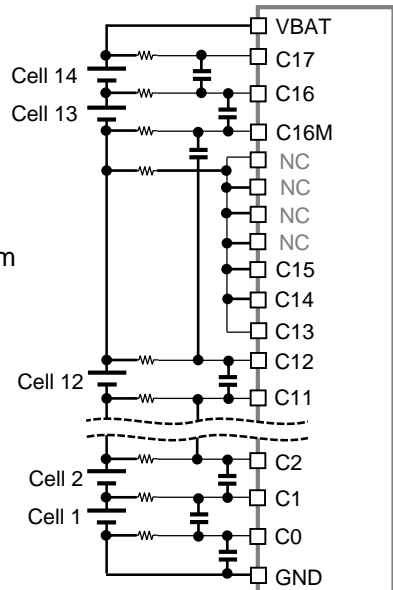 VBAT
C17
Cell 14
C16
Cell 13
C16M
NC
NC
NC
NC
m
C15
C14
C13
C12
Cell 12
C11
C2
Cell 2
C1
Cell 1
C0
GND